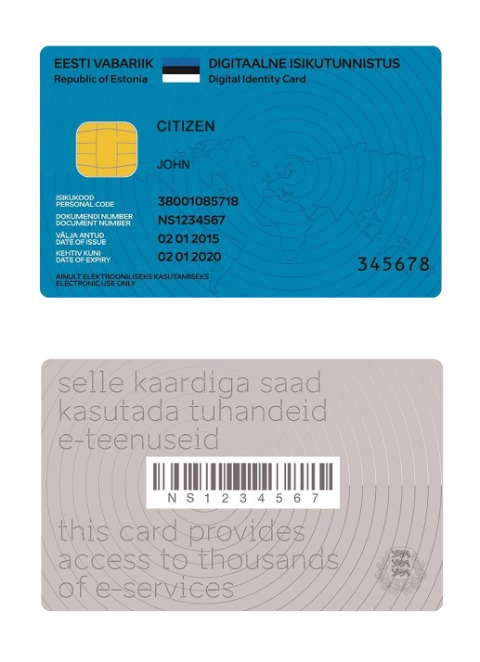 EESTI VABARIIK DIGITAALNE ISIKUTUNNISTUS
Republic of Estonia Digital Identity Card
CITIZEN
JOHN
ISIKUKOOD
PERSONAL CODE 38001085718
DOKUMENDI NUMBER
DOCUMENT NUMBER NS1234567
VÄLJA ANTUD
DATE OF ISSUE 02 01 2015
KEHTIV KUNI
DATE OF EXPIRY 02 01 2020
345678
AINULT ELEKTROONILISEKS KASUTAMISEKS
ELECTRONIC USE ONLY
selle kaardiga saad
kasutada tuhandeid
e-teenuseid
NS1234567
this card provides
access to thousands
of e-services